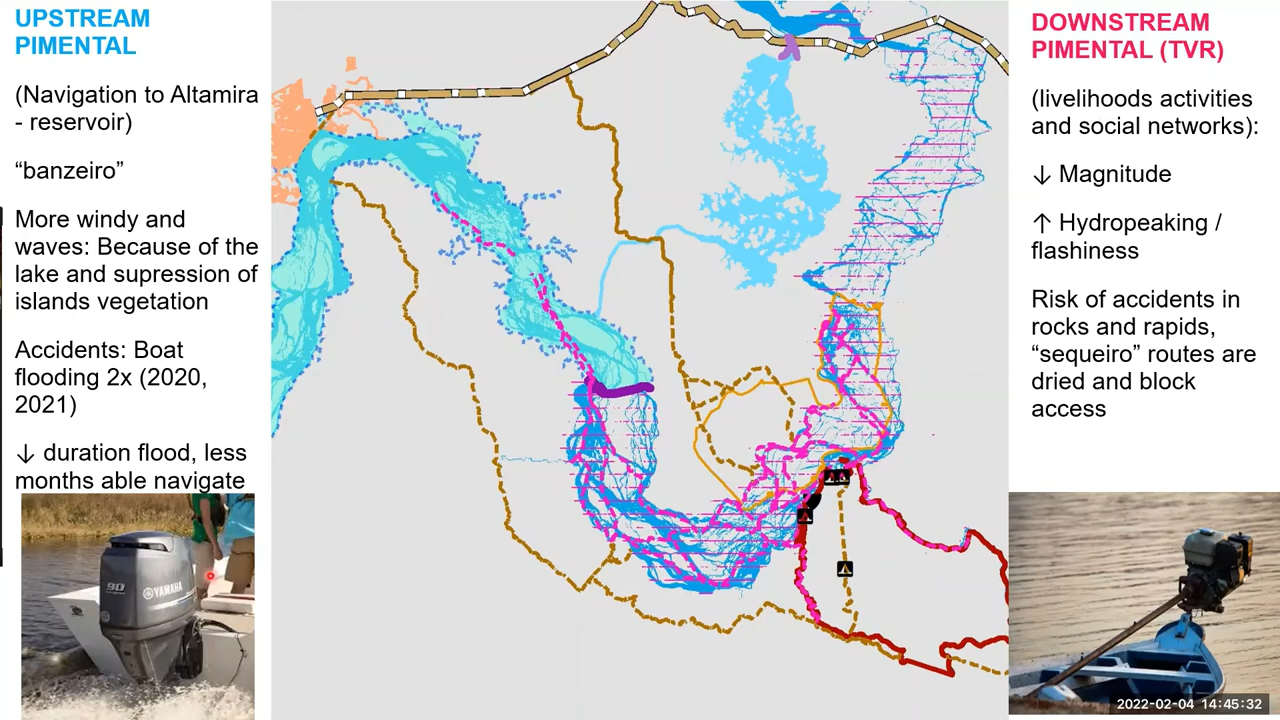 UPSTREAM
PIMENTAL
(Navigation to Altamira
- reservoir)
“banzeiro”
More windy and
waves: Because of the
lake and supression of
islands vegetation
Accidents: Boat
flooding 2x (2020,
2021)
↓ duration flood, less
months able navigate
90
YAMAHA
DOWNSTREAM
PIMENTAL (TVR)
(livelihoods activities
and social networks):
↓ Magnitude
↑ Hydropeaking /
flashiness
Risk of accidents in
rocks and rapids,
“sequeiro” routes are
dried and block
access
2022-02-04 14:45:32